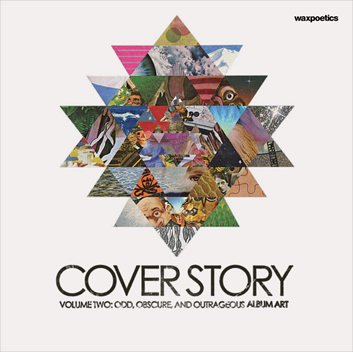 waxpoetics
COVER STORY
VOLUME TWO: ODD, OBSCURE, AND OUTRAGEOUS ALBUM ART